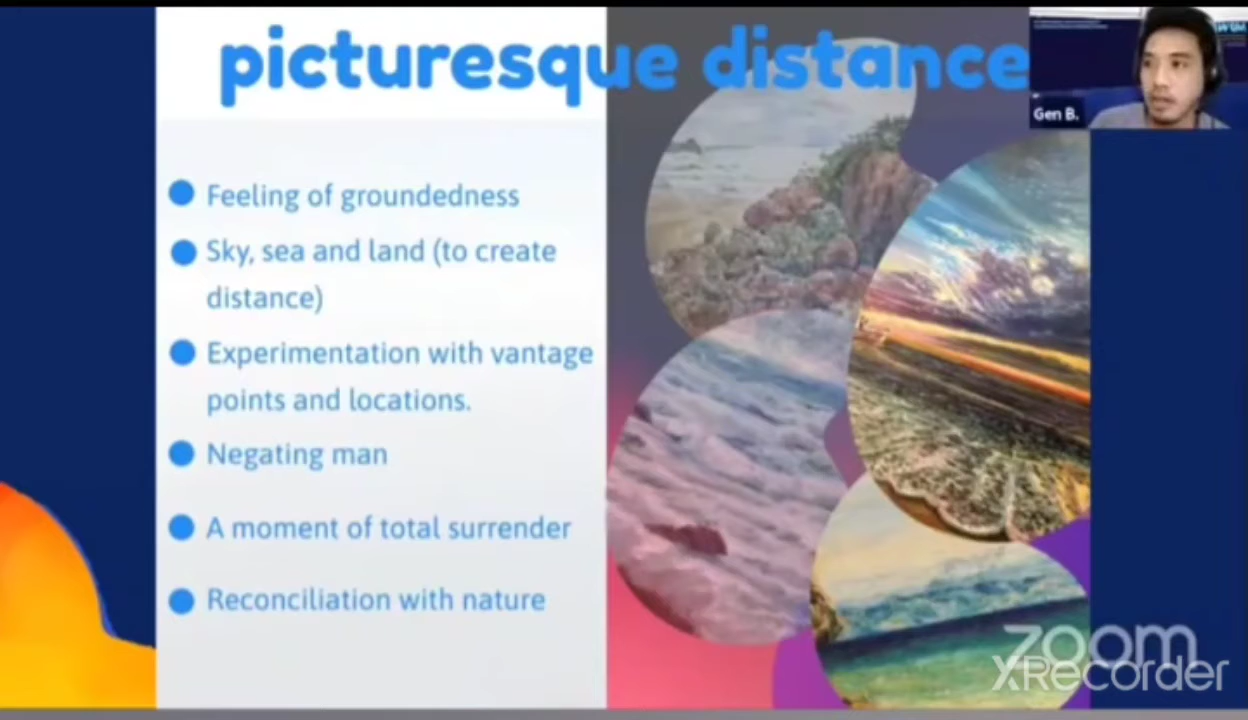 picturesque distance
Gen B.
Feeling of groundedness
Sky, sea and land (to create
distance)
Experimentation with vantage
points and locations.
Negating man
A moment of total surrender
Reconciliation with nature
zoom
XRecorder